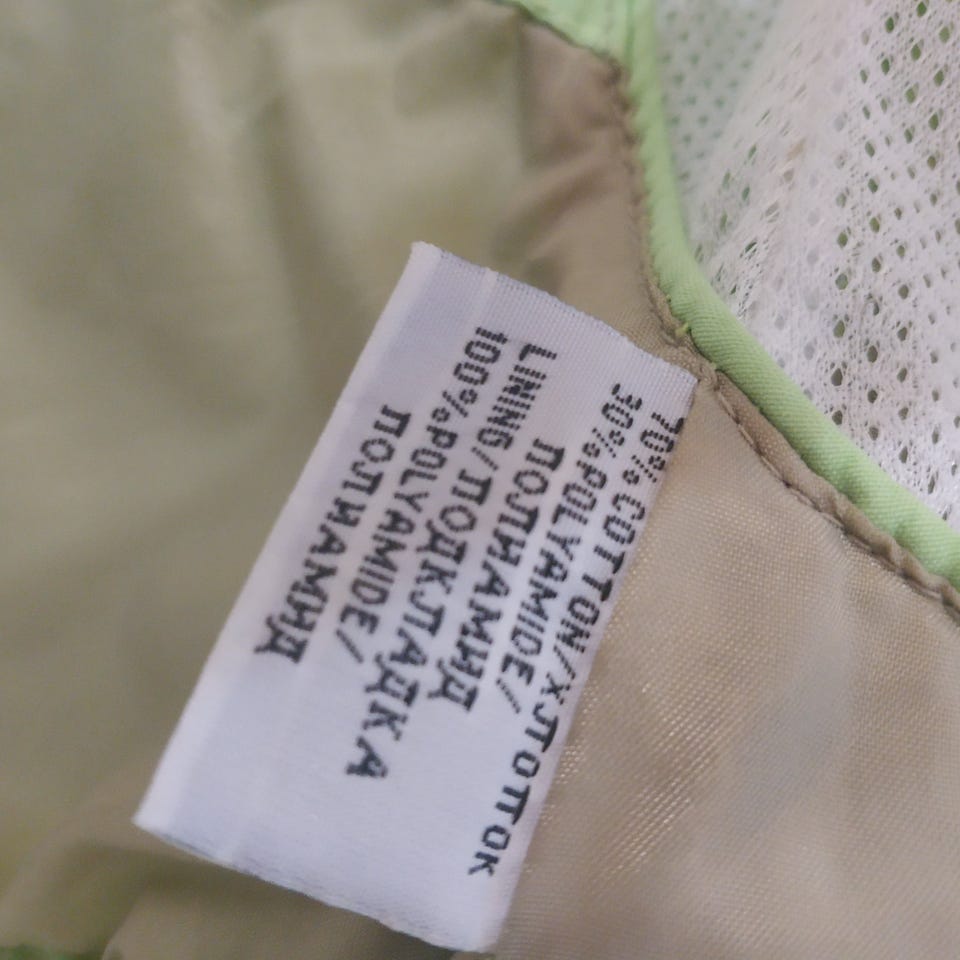 70% COTTON/ХЛОПОК
30%POLYAMIDE/
ПОЛИАМИД
LINING/ПОДКЛАДКА
100%POLYAMIDE/
ПОЛИАМИД